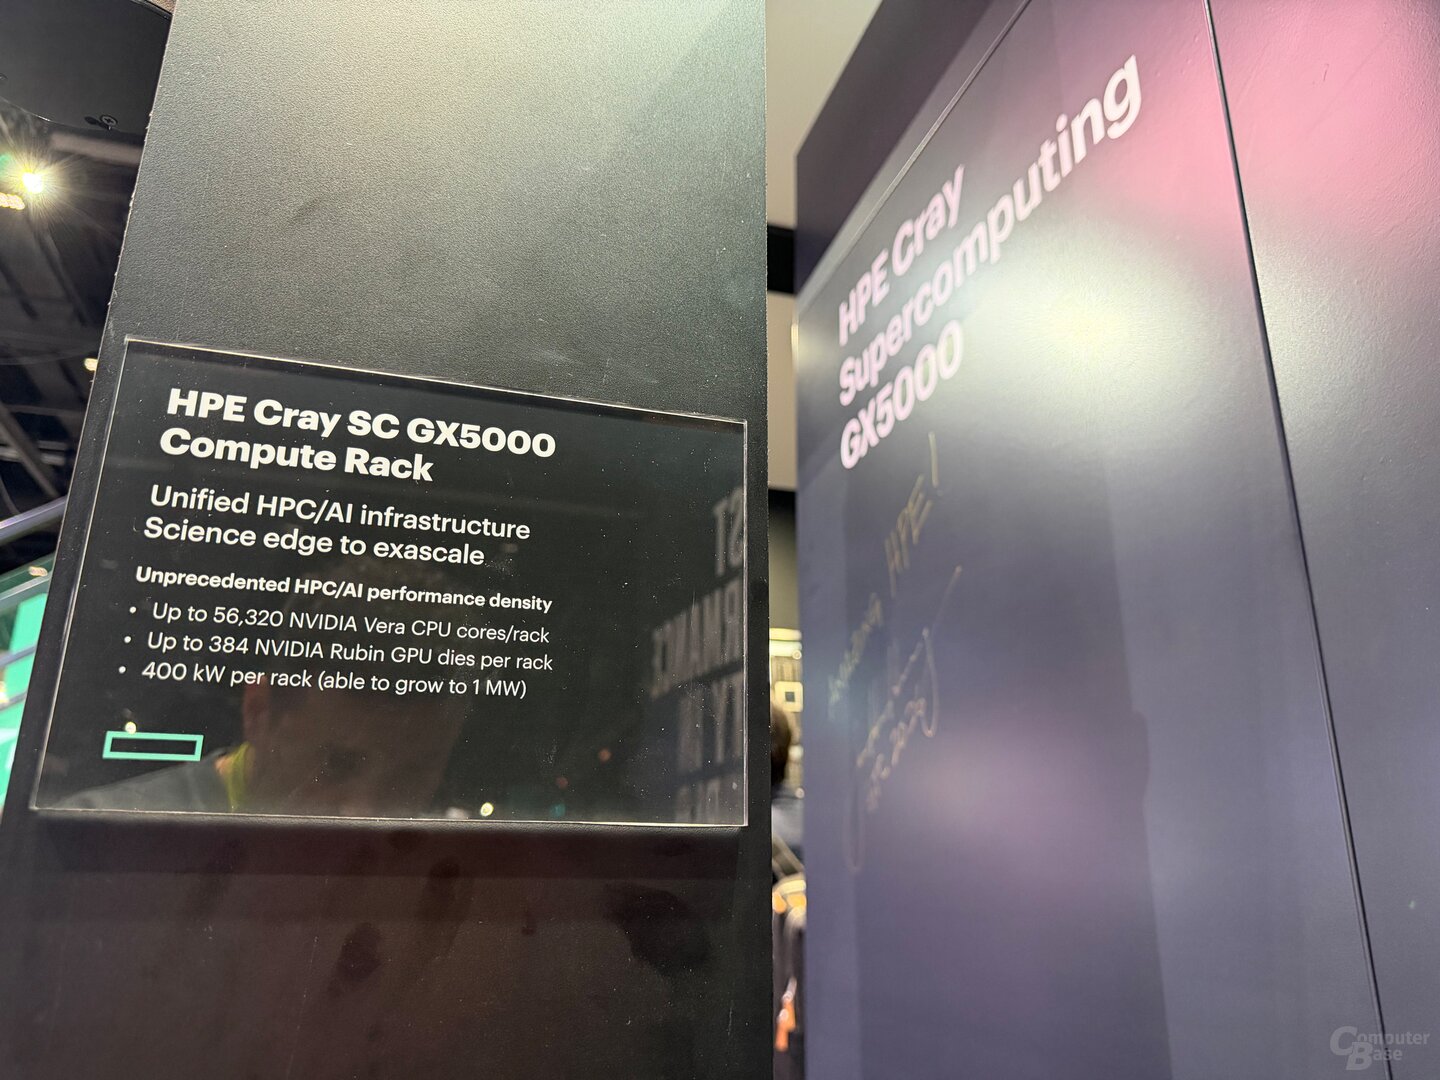 HPE Cray SC GX5000
Compute Rack
Unified HPC/AI infrastructure
Science edge to exascale
Unprecedented HPC/AI performance density
• Up to 56,320 NVIDIA Vera CPU cores/rack
• Up to 384 NVIDIA Rubin GPU dies per rack
• 400 kW per rack (able to grow to 1 MW)
HPE Cray
Supercomputing
GX5000
HPE!
ComputerBase